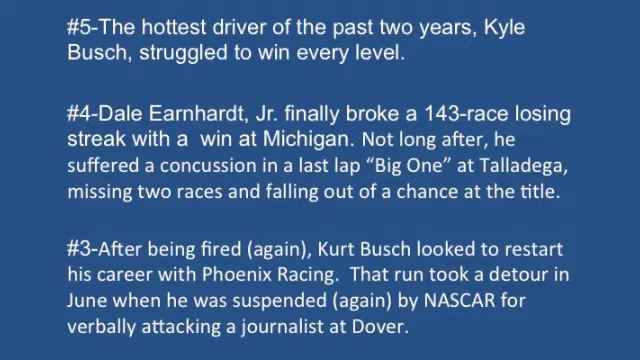 #5-The hottest driver of the past two years, Kyle
Busch, struggled to win every level.
#4-Dale Earnhardt, Jr. finally broke a 143-race losing
streak with a  win at Michigan. Not long after, he
suffered a concussion in a last lap “Big One” at Talladega,
missing two races and falling out of a chance at the title.
#3-After being fired (again), Kurt Busch looked to restart
his career with Phoenix Racing.  That run took a detour in
June when he was suspended (again) by NASCAR for
verbally attacking a journalist at Dover.